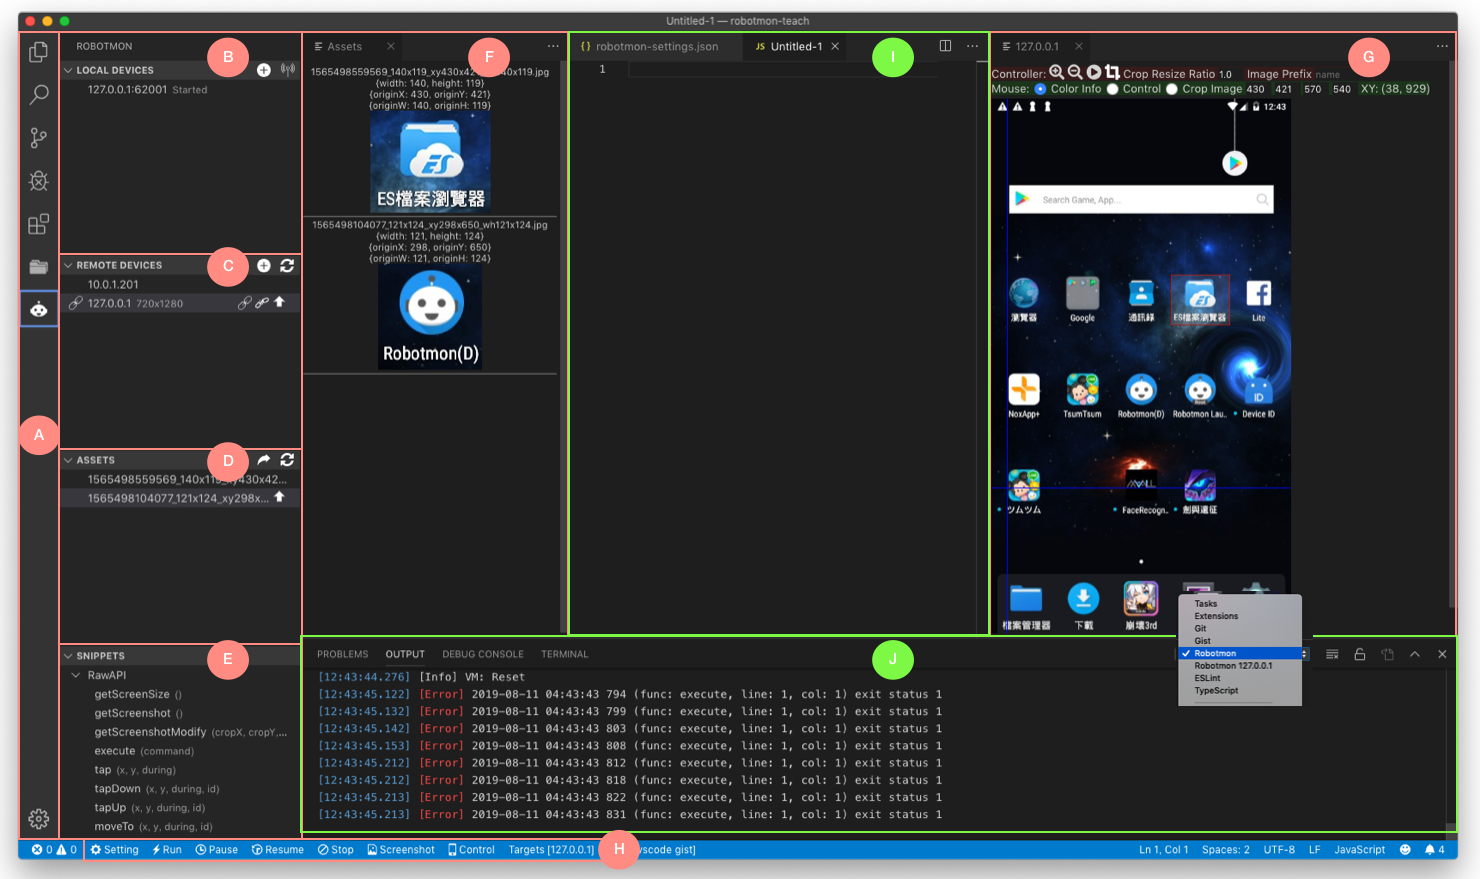 Untitled-1 — robotmon-teach
ROBOTMON
B
LOCAL DEVICES
127.0.0.1:62001 Started
REMOTE DEVICES
C
10.0.1.201
127.0.0.1 720x1280
A
ASSETS
D
1565498559569_140x119_xy430x42...
1565498104077_121x124_xy298x...
SNIPPETS
E
RawAPI
getScreenSize ()
getScreenshot ()
getScreenshotModify (cropX, cropY,...
execute (command)
tap (x, y, during)
tapDown (x, y, during, id)
tapUp (x, y, during, id)
moveTo (x, y, during, id)
Assets
F
1565498559569_140x119_xy430x42 40x119.jpg
{width: 140, height: 119}
{originX: 430, originY: 421}
{originW: 140, originH: 119}
ES檔案瀏覽器
1565498104077_121x124_xy298x650_wh121x124.jpg
{width: 121, height: 124}
{originX: 298, originY: 650}
{originW: 121, originH: 124}
Robotmon(D)
{} robotmon-settings.json
JS Untitled-1
I
1
127.0.0.1
G
Controller: Crop Resize Ratio 1.0 Image Prefix name
Mouse: Color Info Control Crop Image 430 421 570 540 XY: (38, 929)
12:43
Search Game, App...
瀏覽器 Google 通訊錄 ES檔案瀏覽器 Lite
ID
NoxApp+ TsumTsum Robotmon(D) Robotmon Lau.. Device ID
ツムツム FaceRecogn.. 劍與遠征
檔案管理器 下載 崩壞3rd
Tasks
Extensions
Git
Gist
Robotmon
Robotmon 127.0.0.1
ESLint
TypeScript
PROBLEMS OUTPUT DEBUG CONSOLE TERMINAL
J
[12:43:44.276] [Info] VM: Reset
[12:43:45.122] [Error] 2019-08-11 04:43:43 794 (func: execute, line: 1, col: 1) exit status 1
[12:43:45.132] [Error] 2019-08-11 04:43:43 799 (func: execute, line: 1, col: 1) exit status 1
[12:43:45.142] [Error] 2019-08-11 04:43:43 803 (func: execute, line: 1, col: 1) exit status 1
[12:43:45.153] [Error] 2019-08-11 04:43:43 808 (func: execute, line: 1, col: 1) exit status 1
[12:43:45.212] [Error] 2019-08-11 04:43:43 812 (func: execute, line: 1, col: 1) exit status 1
[12:43:45.212] [Error] 2019-08-11 04:43:43 818 (func: execute, line: 1, col: 1) exit status 1
[12:43:45.213] [Error] 2019-08-11 04:43:43 822 (func: execute, line: 1, col: 1) exit status 1
[12:43:45.213] [Error] 2019-08-11 04:43:43 831 (func: execute, line: 1, col: 1) exit status 1
0 0 Setting Run Pause Resume Stop Screenshot Control Targets [127.0.0.1] H vscode gist] Ln 1, Col 1 Spaces: 2 UTF-8 LF JavaScript 4